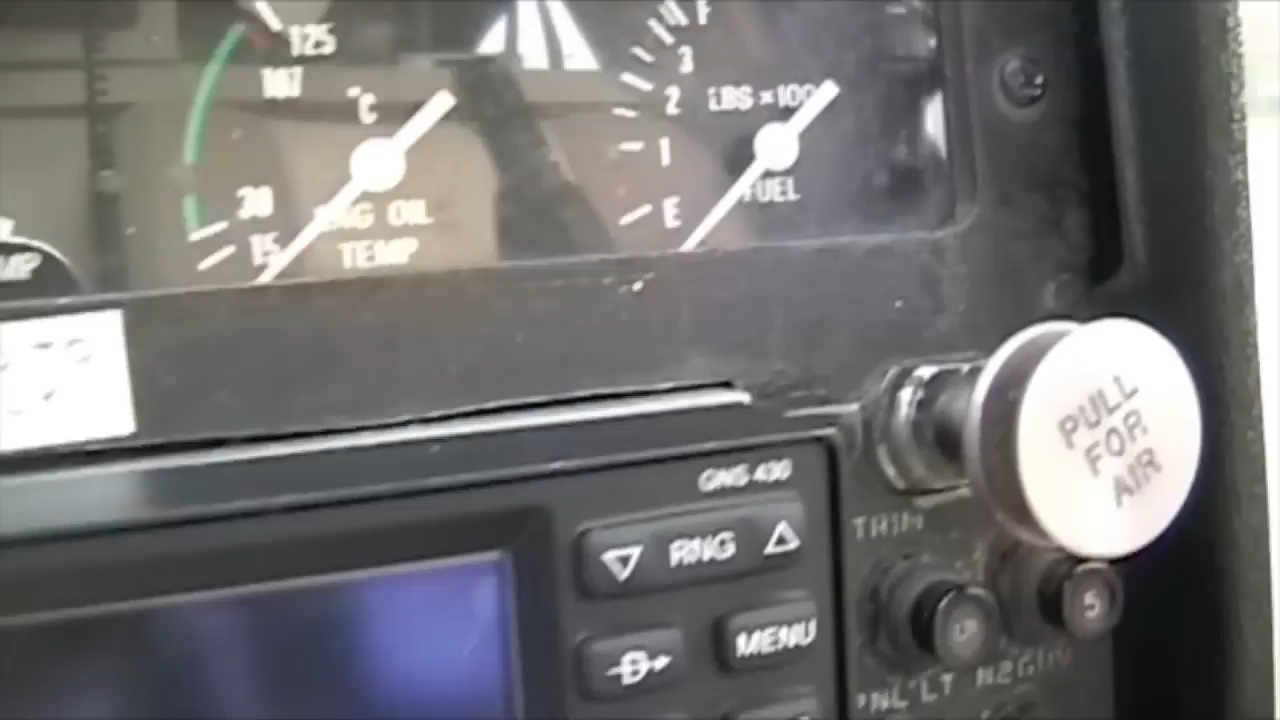 125
107
°C
30
15
ENG OIL
TEMP
F
3
2
LBS ×100
1
E
FUEL
PULL
FOR
AIR
GNS 430
RNG
MENU
TRIM
5